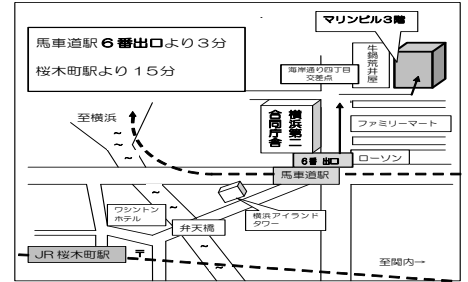 マリンビル3階
馬車道駅6番出口より3分
桜木町駅より15分
牛鍋荒井屋
海岸通り四丁目
交差点
至横浜
横浜第二
合同庁舎
ファミリーマート
6番 出口
ローソン
馬車道駅
ワシントン
ホテル
弁天橋
横浜アイランド
タワー
JR 桜木町駅
〒
至関内→